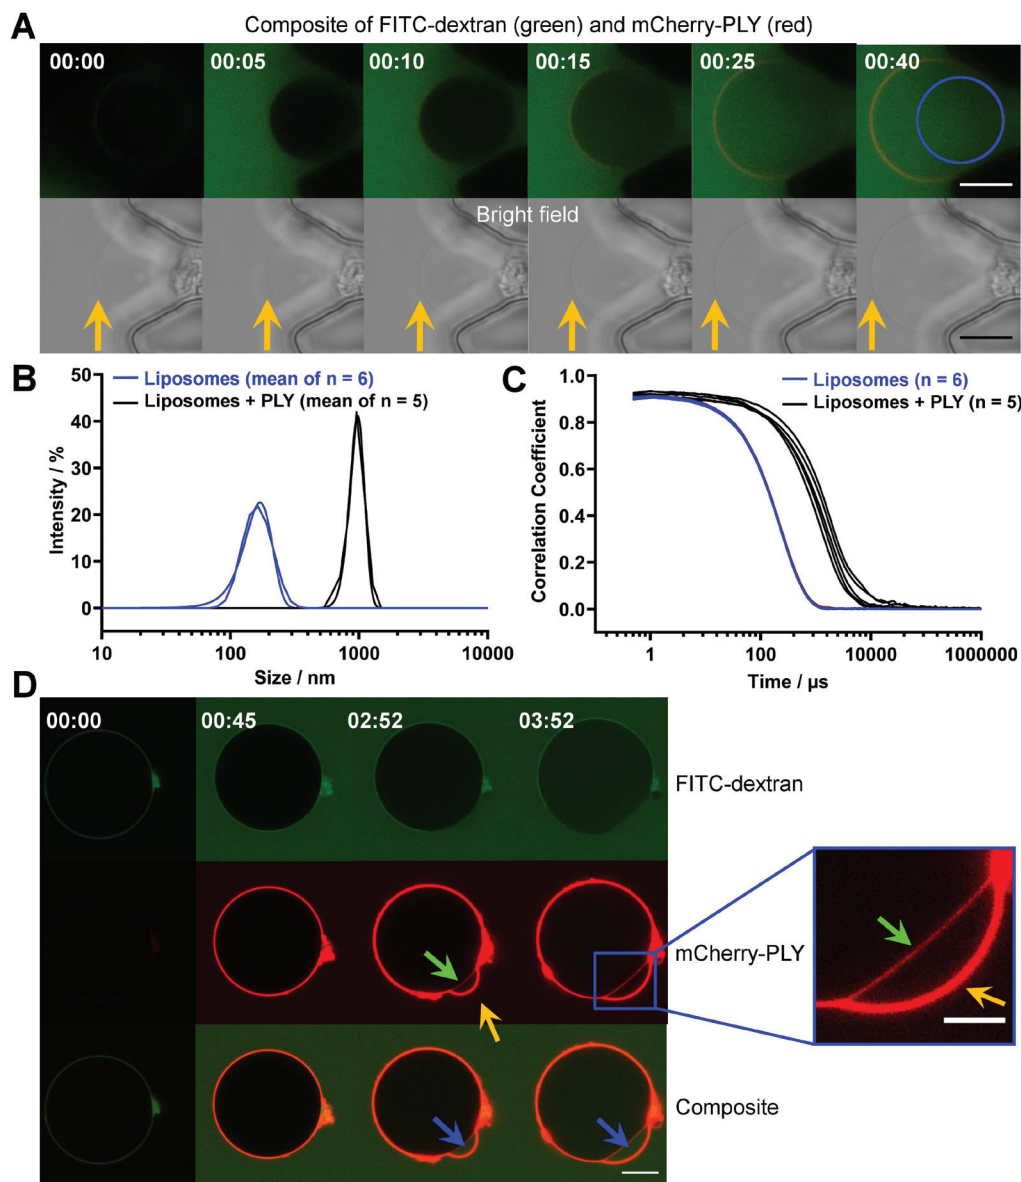 A
Composite of FITC-dextran (green) and mCherry-PLY (red)
00:00 00:05 00:10 00:15 00:25 00:40
Bright field
B
Liposomes (mean of n = 6)
Liposomes + PLY (mean of n = 5)
50
40
30
20
10
0
Intensity / %
10 100 1000 10000
Size / nm
C
Liposomes (n = 6)
Liposomes + PLY (n = 5)
1.0
0.8
0.6
0.4
0.2
0.0
Correlation Coefficient
1 100 10000 1000000
Time / µs
D
00:00 00:45 02:52 03:52
FITC-dextran
mCherry-PLY
Composite